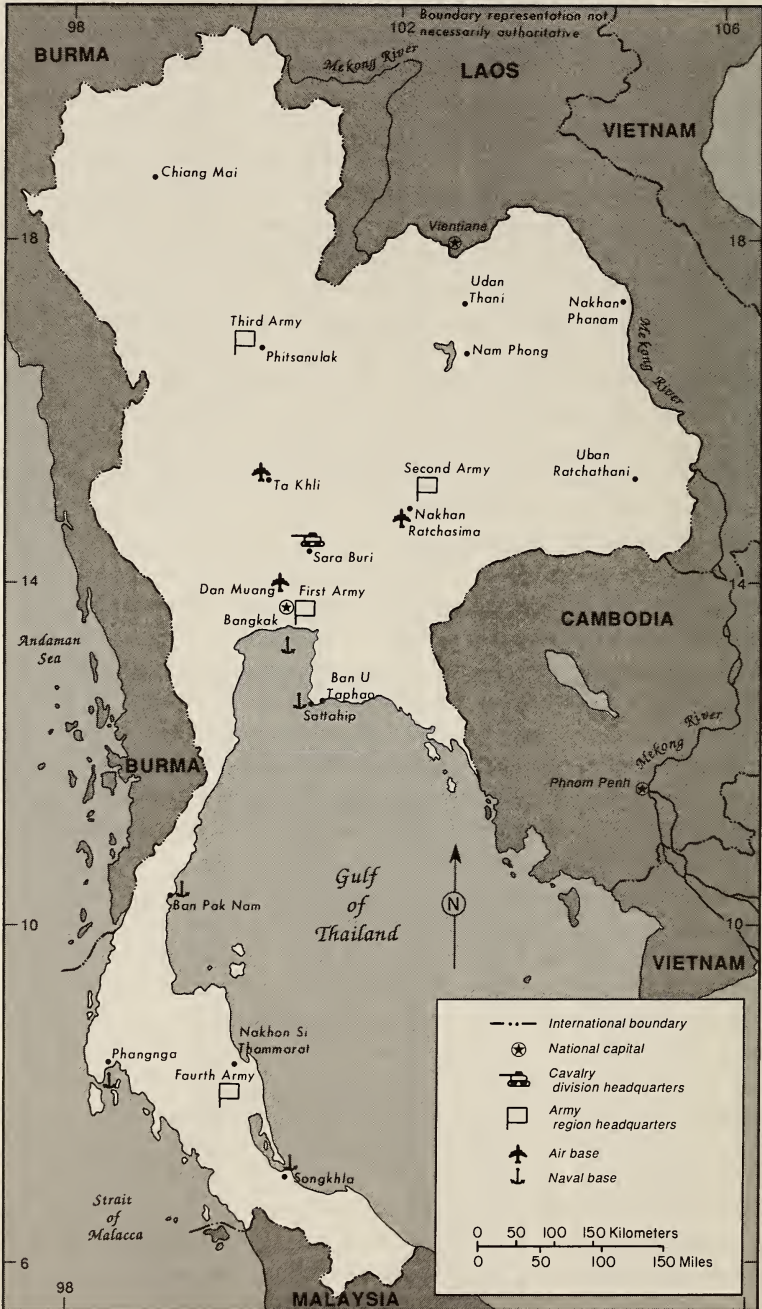 98
102
Boundary representation not
necessarily authoritative
106
BURMA
Mekong River
LAOS
VIETNAM
Chiang Mai
18
Vientiane
18
Udan
Thani
Nakhan
Phanam
Third Army
Phitsanulak
Nam Phong
Mekong River
Second Army
Uban
Ratchathani
Ta Khli
Nakhan
Ratchasima
Sara Buri
14
Dan Muang
First Army
14
Bangkak
CAMBODIA
Andaman
Sea
Ban U
Taphao
Sattahip
Mekong River
BURMA
Phnom Penh
Gulf
of
Thailand
N
Ban Pak Nam
10
10
VIETNAM
Nakhon Si
Thammarat
Phangnga
Fourth Army
Songkhla
Strait
of
Malacca
6
98
MALAYSIA
International boundary
National capital
Cavalry
division headquarters
Army
region headquarters
Air base
Naval base
0 50 100 150 Kilometers
0 50 100 150 Miles